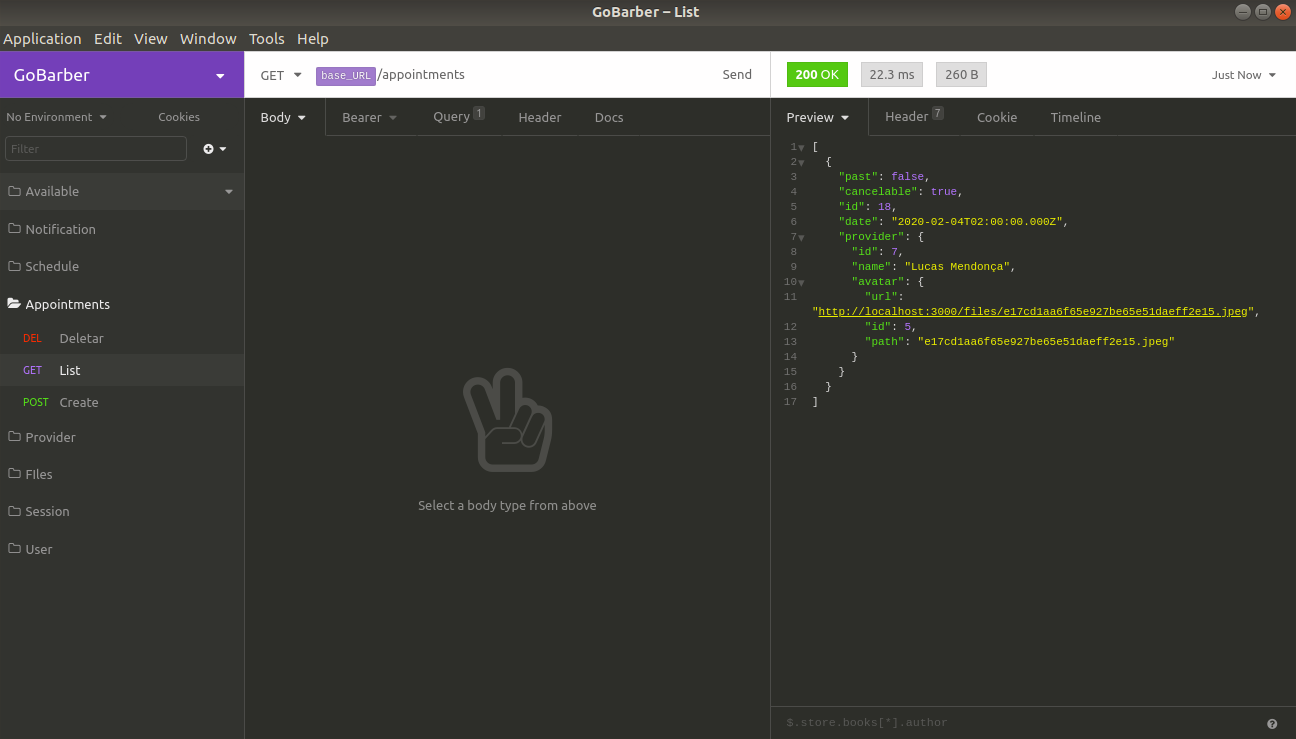 GoBarber – List
Application Edit View Window Tools Help
GoBarber
GET base_URL/appointments Send
200 OK 22.3 ms 260 B Just Now
No Environment Cookies
Body Bearer Query 1 Header Docs
Preview Header 7 Cookie Timeline
Filter
Available
Notification
Schedule
Appointments
DEL Deletar
GET List
POST Create
Provider
FIles
Session
User
Select a body type from above
1 [
2 {
3 "past": false,
4 "cancelable": true,
5 "id": 18,
6 "date": "2020-02-04T02:00:00.000Z",
7 "provider": {
8 "id": 7,
9 "name": "Lucas Mendonça",
10 "avatar": {
11 "url":
"http://localhost:3000/files/e17cd1aa6f65e927be65e51daeff2e15.jpeg",
12 "id": 5,
13 "path": "e17cd1aa6f65e927be65e51daeff2e15.jpeg"
14 }
15 }
16 }
17 ]
$.store.books[*].author